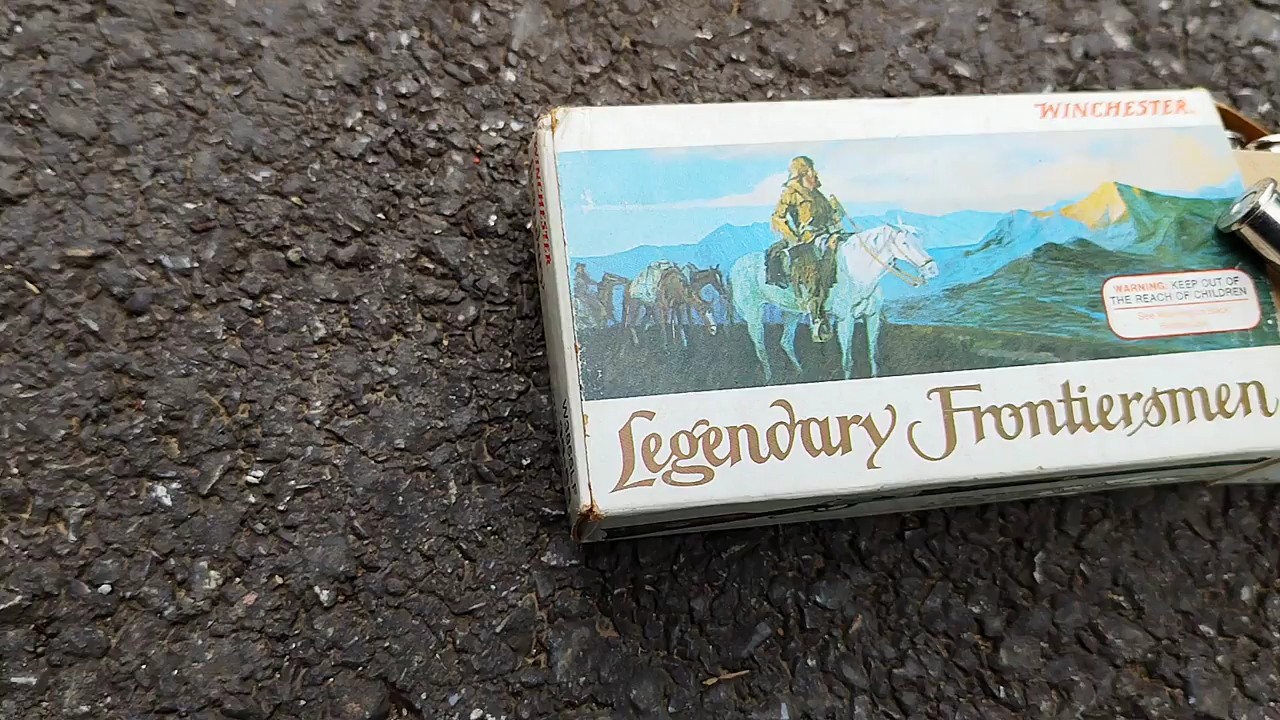 WINCHESTER
WINCHESTER
WARNING: KEEP OUT OF
THE REACH OF CHILDREN
Legendary Frontiersmen